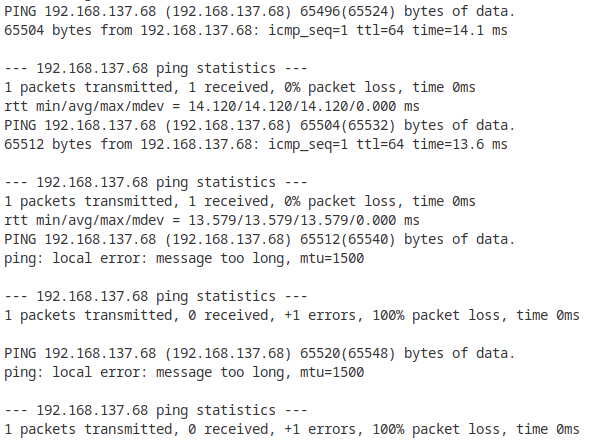 PING 192.168.137.68 (192.168.137.68) 65496(65524) bytes of data.
65504 bytes from 192.168.137.68: icmp_seq=1 ttl=64 time=14.1 ms

--- 192.168.137.68 ping statistics ---
1 packets transmitted, 1 received, 0% packet loss, time 0ms
rtt min/avg/max/mdev = 14.120/14.120/14.120/0.000 ms
PING 192.168.137.68 (192.168.137.68) 65504(65532) bytes of data.
65512 bytes from 192.168.137.68: icmp_seq=1 ttl=64 time=13.6 ms

--- 192.168.137.68 ping statistics ---
1 packets transmitted, 1 received, 0% packet loss, time 0ms
rtt min/avg/max/mdev = 13.579/13.579/13.579/0.000 ms
PING 192.168.137.68 (192.168.137.68) 65512(65540) bytes of data.
ping: local error: message too long, mtu=1500

--- 192.168.137.68 ping statistics ---
1 packets transmitted, 0 received, +1 errors, 100% packet loss, time 0ms

PING 192.168.137.68 (192.168.137.68) 65520(65548) bytes of data.
ping: local error: message too long, mtu=1500

--- 192.168.137.68 ping statistics ---
1 packets transmitted, 0 received, +1 errors, 100% packet loss, time 0ms